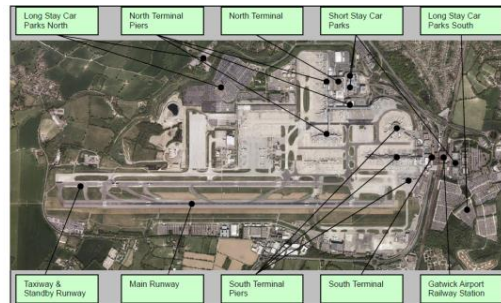 Long Stay Car
Parks North
North Terminal
Piers
North Terminal
Short Stay Car
Parks
Long Stay Car
Parks South
Taxiway &
Standby Runway
Main Runway
South Terminal
Piers
South Terminal
Gatwick Airport
Railway Station